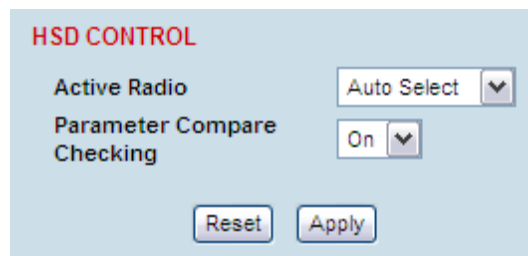 HSD CONTROL
Active Radio Auto Select
Parameter Compare
Checking On
Reset Apply